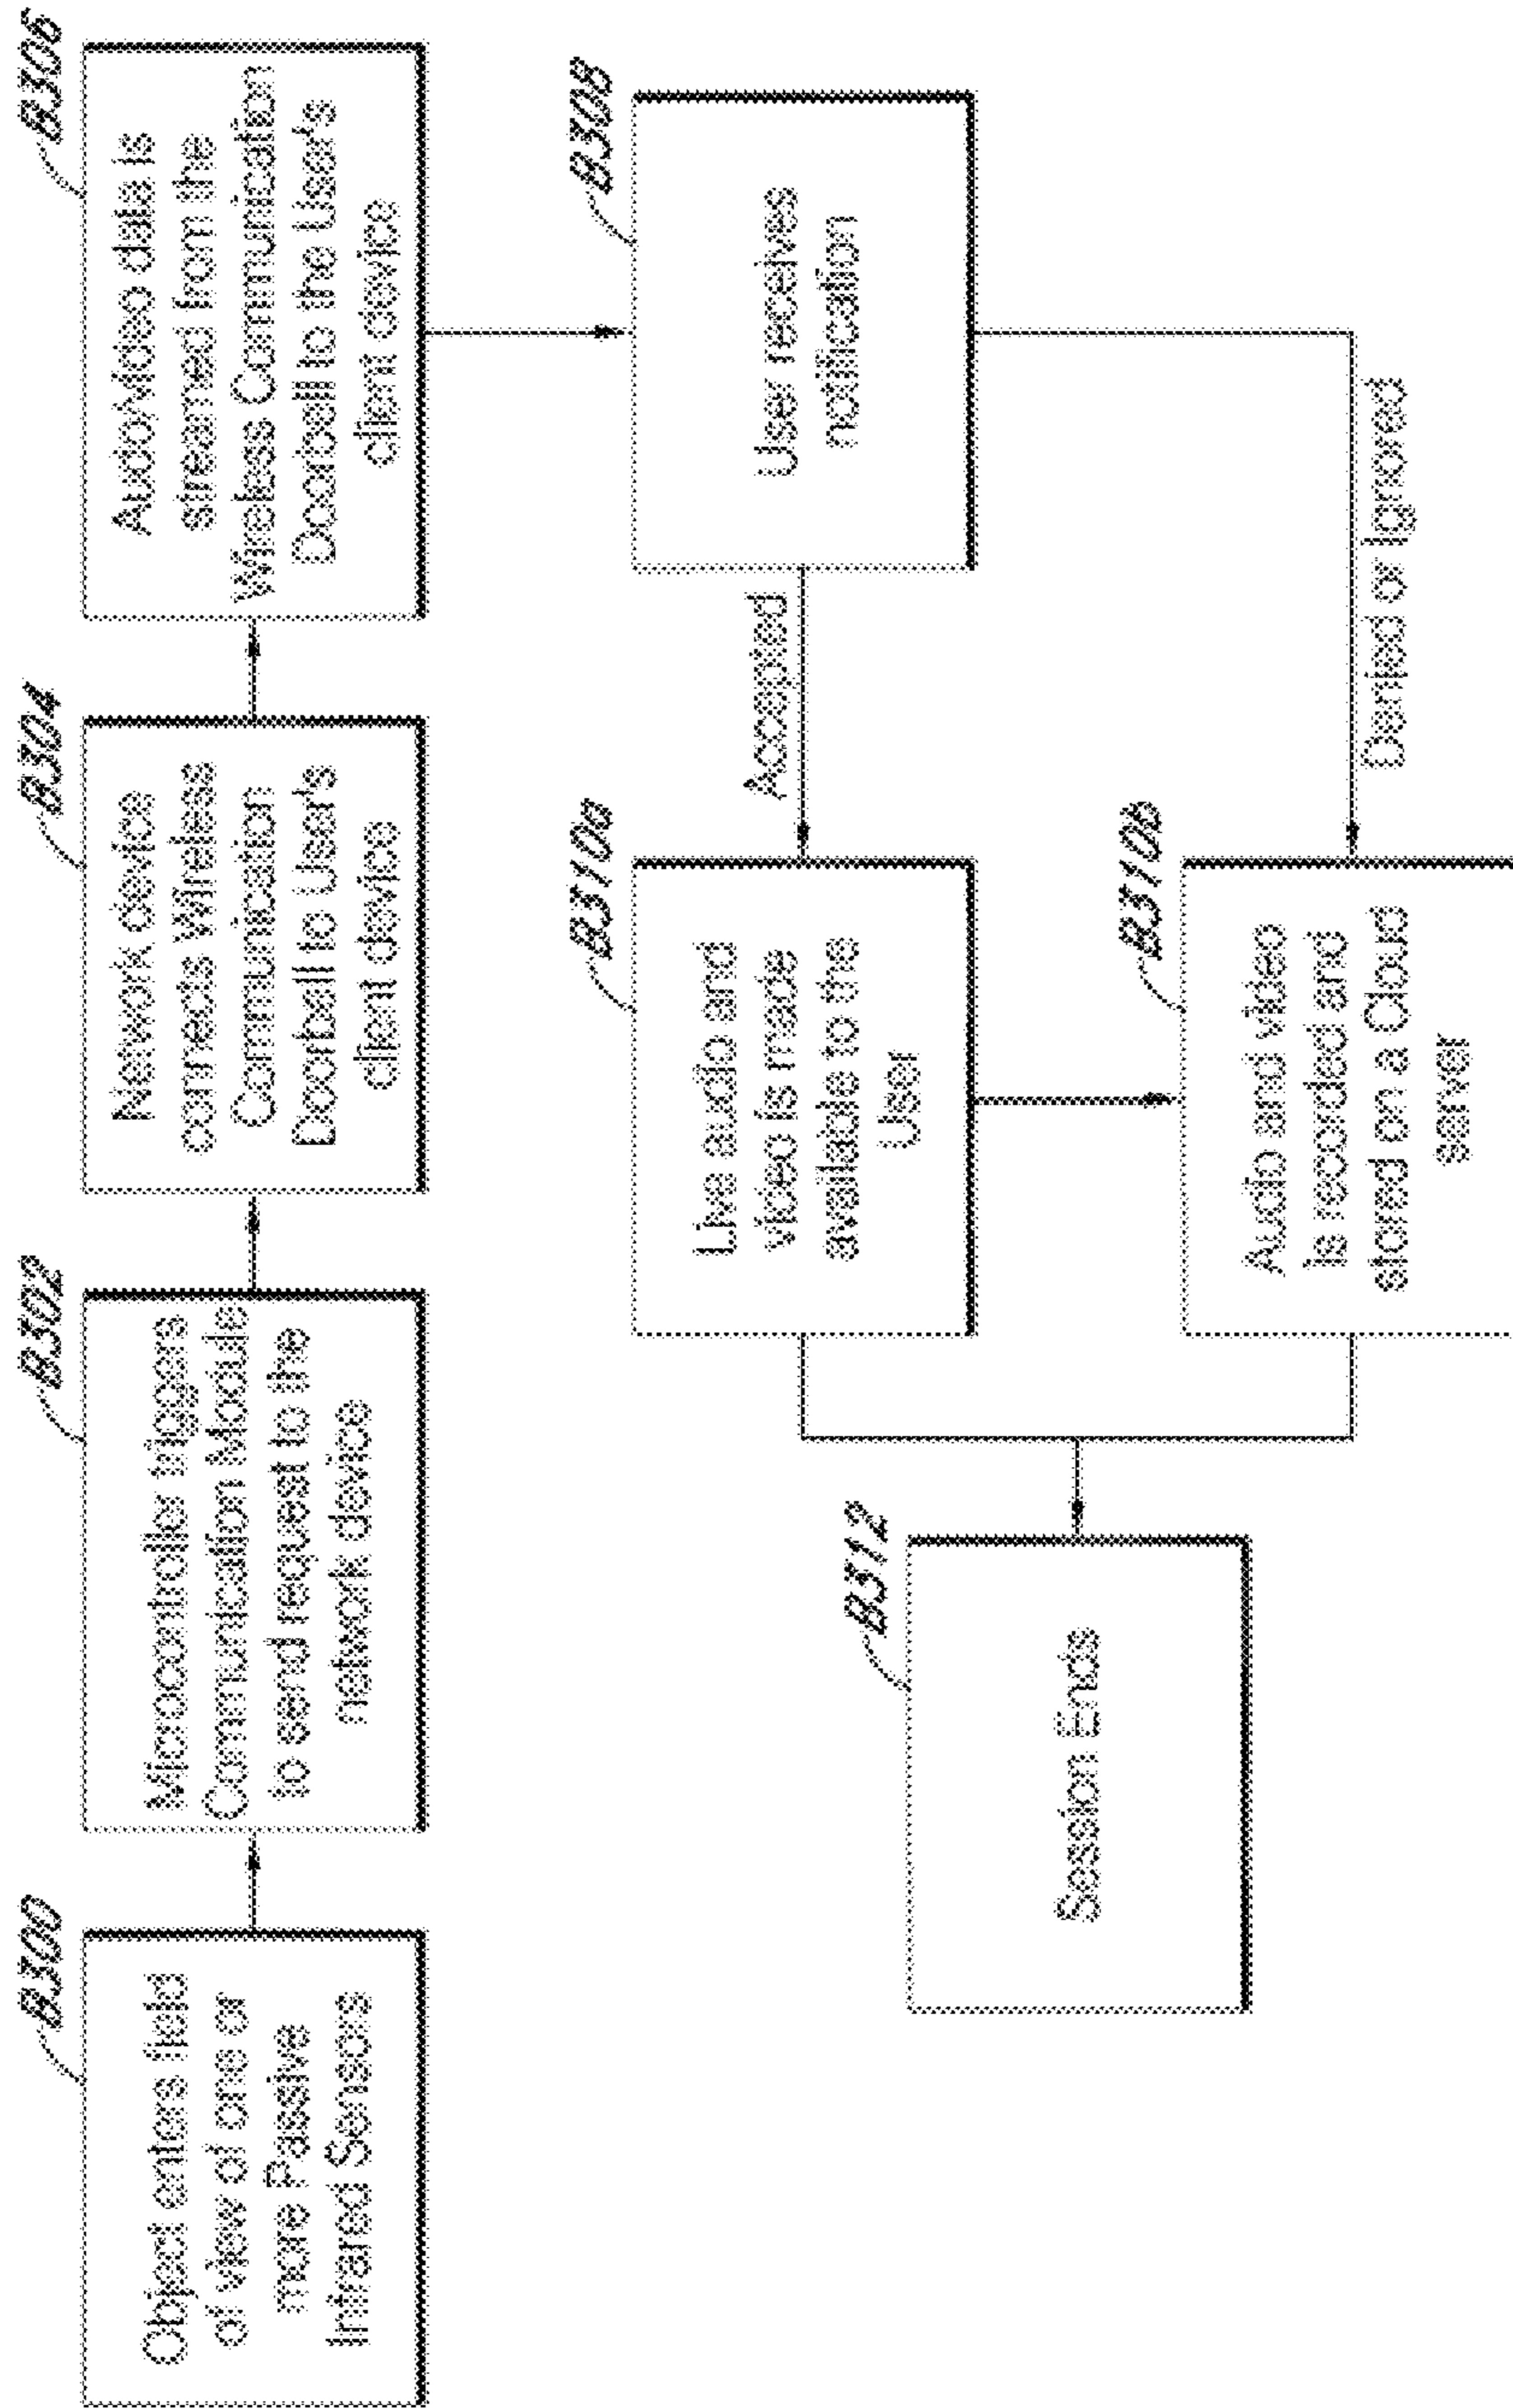 B300
Object enters field
of view of one or
more Passive
Infrared Sensors
B302
Microcontroller triggers
Communication Module
to send request to the
network device
B304
Network device
connects Wireless
Communication
Doorbell to User's
client device
B306
Audio/Video data is
streamed from the
Wireless Communication
Doorbell to the User's
client device
B308
User receives
notification
Accepted
Denied or Ignored
B310a
Live audio and
video is made
available to the
User
B310b
Audio and video
is recorded and
stored on a Cloud
server
B312
Session Ends